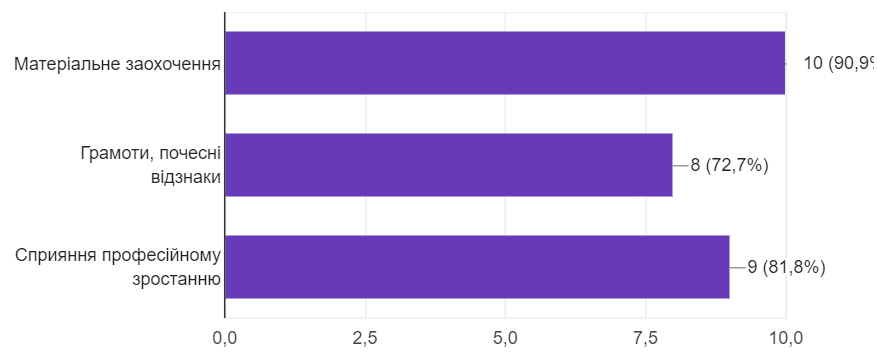 Матеріальне заохочення
10 (90,9%
Грамоти, почесні
відзнаки
8 (72,7%)
Сприяння професійному
зростанню
9 (81,8%)
0,0 2,5 5,0 7,5 10,0